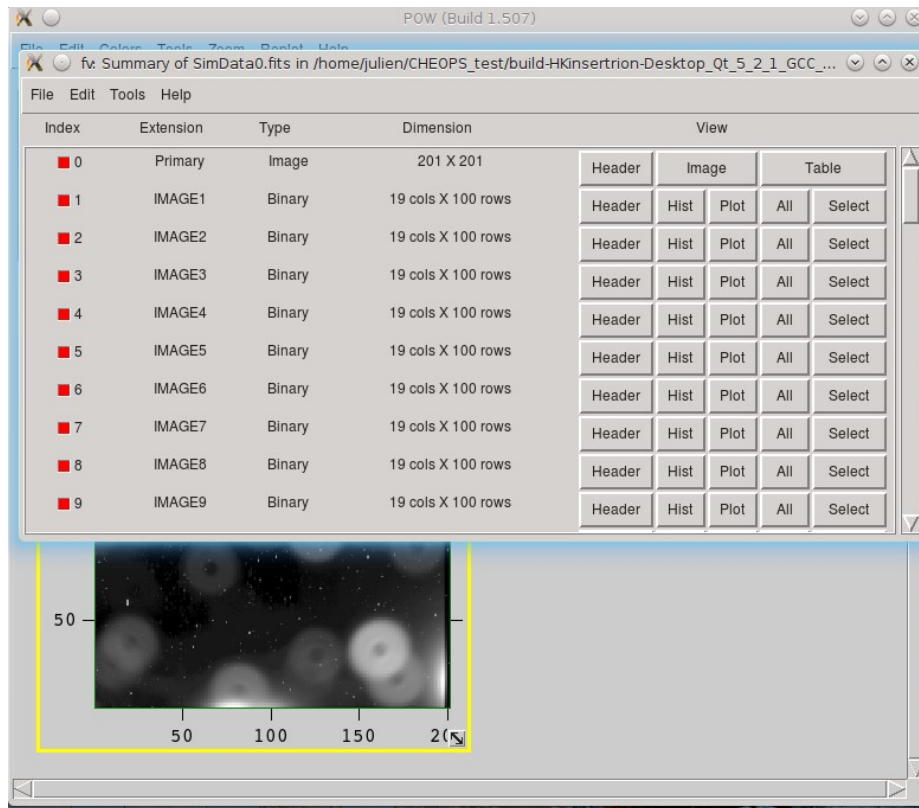 POW (Build 1.507)
File Edit Colors Tools Zoom Replot Help
fv: Summary of SimData0.fits in /home/julien/CHEOPS_test/build-HKinsertrion-Desktop_Qt_5_2_1_GCC_...
File Edit Tools Help
Index Extension Type Dimension View
0 Primary Image 201 X 201 Header Image Table
1 IMAGE1 Binary 19 cols X 100 rows Header Hist Plot All Select
2 IMAGE2 Binary 19 cols X 100 rows Header Hist Plot All Select
3 IMAGE3 Binary 19 cols X 100 rows Header Hist Plot All Select
4 IMAGE4 Binary 19 cols X 100 rows Header Hist Plot All Select
5 IMAGE5 Binary 19 cols X 100 rows Header Hist Plot All Select
6 IMAGE6 Binary 19 cols X 100 rows Header Hist Plot All Select
7 IMAGE7 Binary 19 cols X 100 rows Header Hist Plot All Select
8 IMAGE8 Binary 19 cols X 100 rows Header Hist Plot All Select
9 IMAGE9 Binary 19 cols X 100 rows Header Hist Plot All Select
50
50 100 150